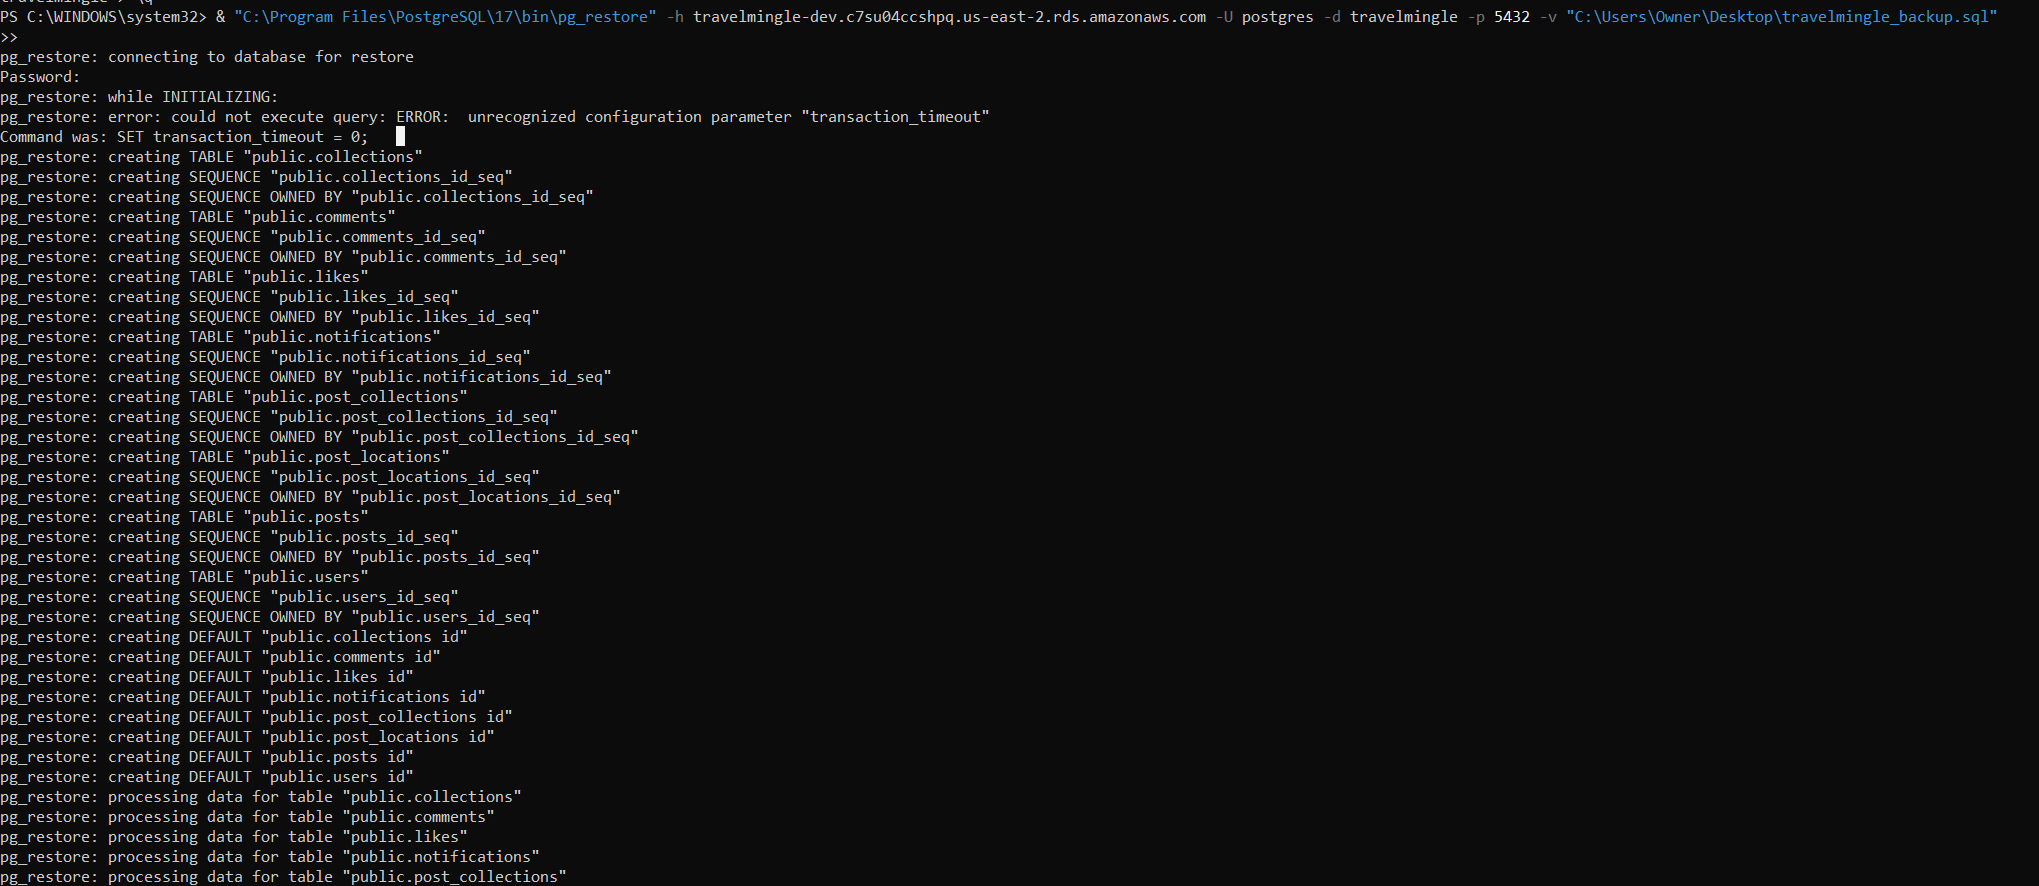 PS C:\WINDOWS\system32> & "C:\Program Files\PostgreSQL\17\bin\pg_restore" -h travelmingle-dev.c7su04ccshpq.us-east-2.rds.amazonaws.com -U postgres -d travelmingle -p 5432 -v "C:\Users\Owner\Desktop\travelmingle_backup.sql"
>>
pg_restore: connecting to database for restore
Password:
pg_restore: while INITIALIZING:
pg_restore: error: could not execute query: ERROR:  unrecognized configuration parameter "transaction_timeout"
Command was: SET transaction_timeout = 0;
pg_restore: creating TABLE "public.collections"
pg_restore: creating SEQUENCE "public.collections_id_seq"
pg_restore: creating SEQUENCE OWNED BY "public.collections_id_seq"
pg_restore: creating TABLE "public.comments"
pg_restore: creating SEQUENCE "public.comments_id_seq"
pg_restore: creating SEQUENCE OWNED BY "public.comments_id_seq"
pg_restore: creating TABLE "public.likes"
pg_restore: creating SEQUENCE "public.likes_id_seq"
pg_restore: creating SEQUENCE OWNED BY "public.likes_id_seq"
pg_restore: creating TABLE "public.notifications"
pg_restore: creating SEQUENCE "public.notifications_id_seq"
pg_restore: creating SEQUENCE OWNED BY "public.notifications_id_seq"
pg_restore: creating TABLE "public.post_collections"
pg_restore: creating SEQUENCE "public.post_collections_id_seq"
pg_restore: creating SEQUENCE OWNED BY "public.post_collections_id_seq"
pg_restore: creating TABLE "public.post_locations"
pg_restore: creating SEQUENCE "public.post_locations_id_seq"
pg_restore: creating SEQUENCE OWNED BY "public.post_locations_id_seq"
pg_restore: creating TABLE "public.posts"
pg_restore: creating SEQUENCE "public.posts_id_seq"
pg_restore: creating SEQUENCE OWNED BY "public.posts_id_seq"
pg_restore: creating TABLE "public.users"
pg_restore: creating SEQUENCE "public.users_id_seq"
pg_restore: creating SEQUENCE OWNED BY "public.users_id_seq"
pg_restore: creating DEFAULT "public.collections id"
pg_restore: creating DEFAULT "public.comments id"
pg_restore: creating DEFAULT "public.likes id"
pg_restore: creating DEFAULT "public.notifications id"
pg_restore: creating DEFAULT "public.post_collections id"
pg_restore: creating DEFAULT "public.post_locations id"
pg_restore: creating DEFAULT "public.posts id"
pg_restore: creating DEFAULT "public.users id"
pg_restore: processing data for table "public.collections"
pg_restore: processing data for table "public.comments"
pg_restore: processing data for table "public.likes"
pg_restore: processing data for table "public.notifications"
pg_restore: processing data for table "public.post_collections"